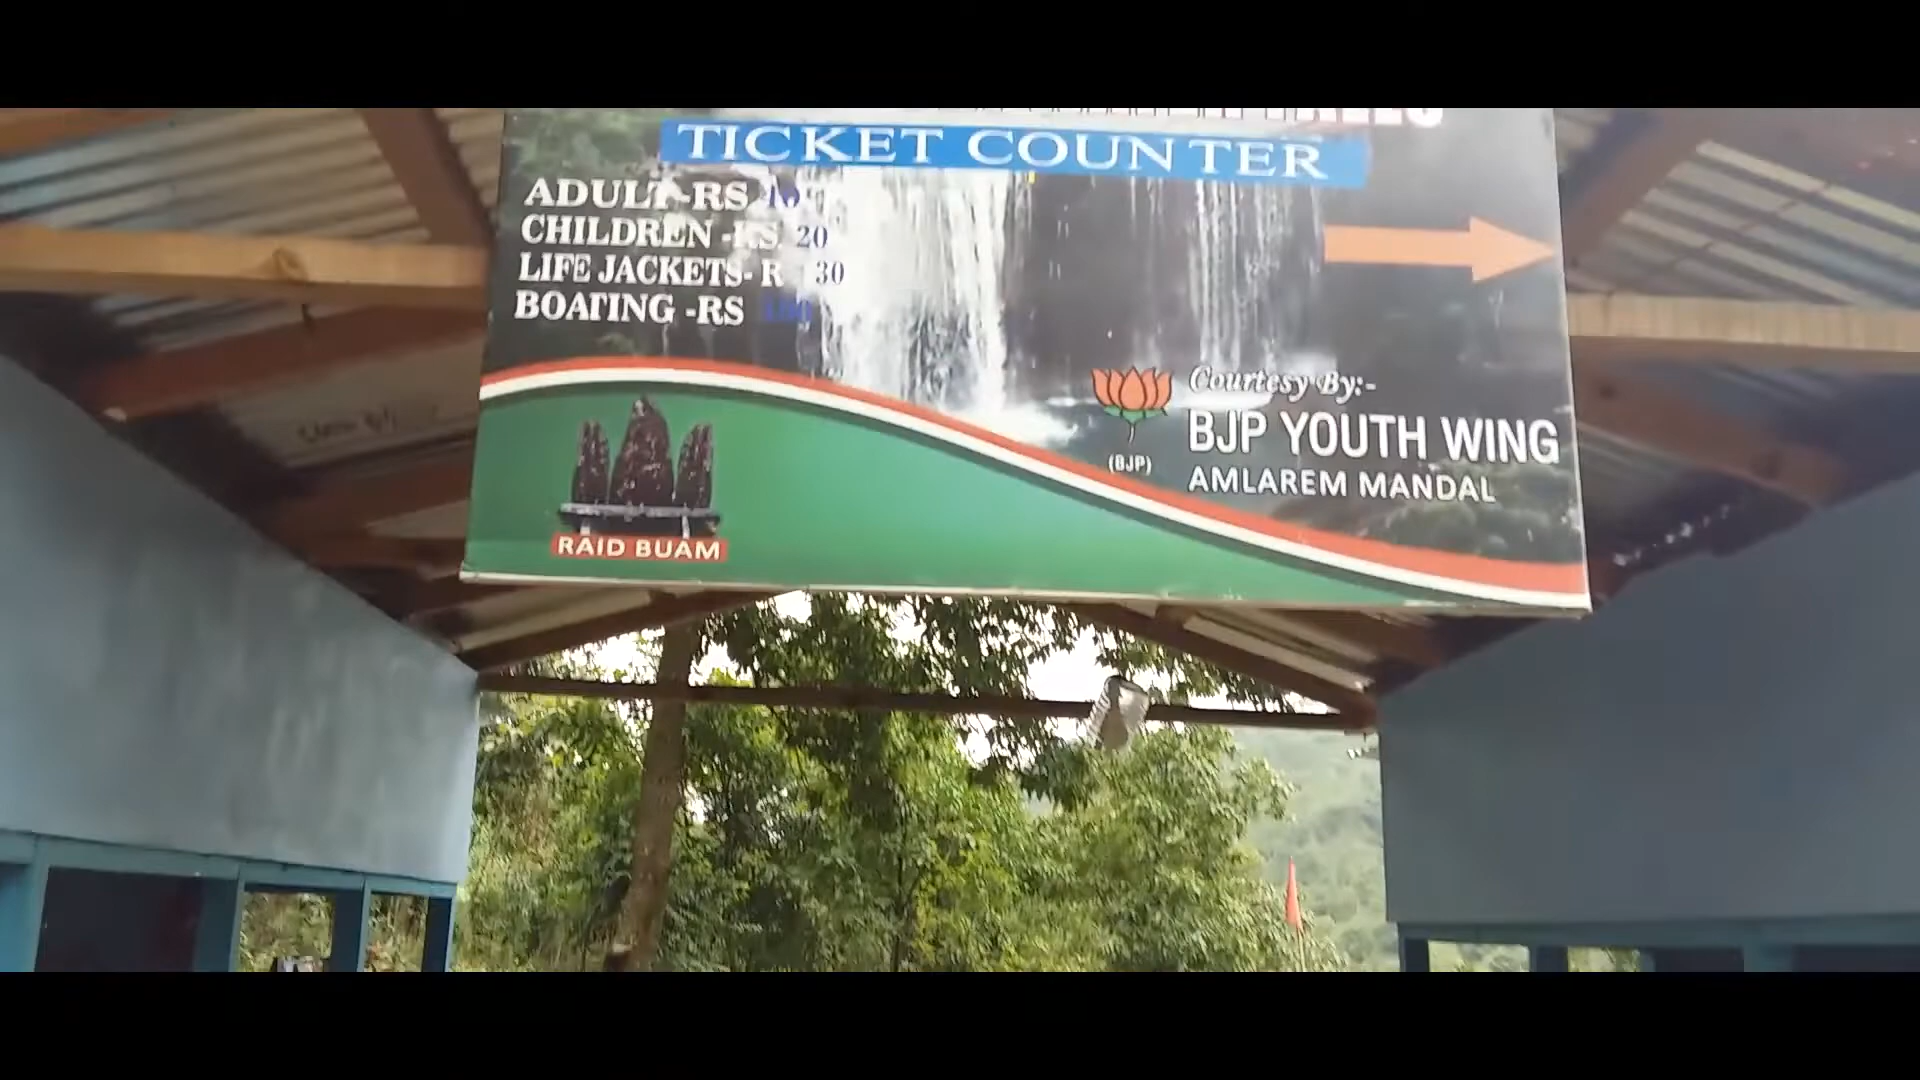 TICKET COUNTER
ADULT-RS
CHILDREN -RS 20
LIFE JACKETS- R 30
BOATING -RS
Courtesy By:-
BJP YOUTH WING
(BJP)
AMLAREM MANDAL
RAID BUAM